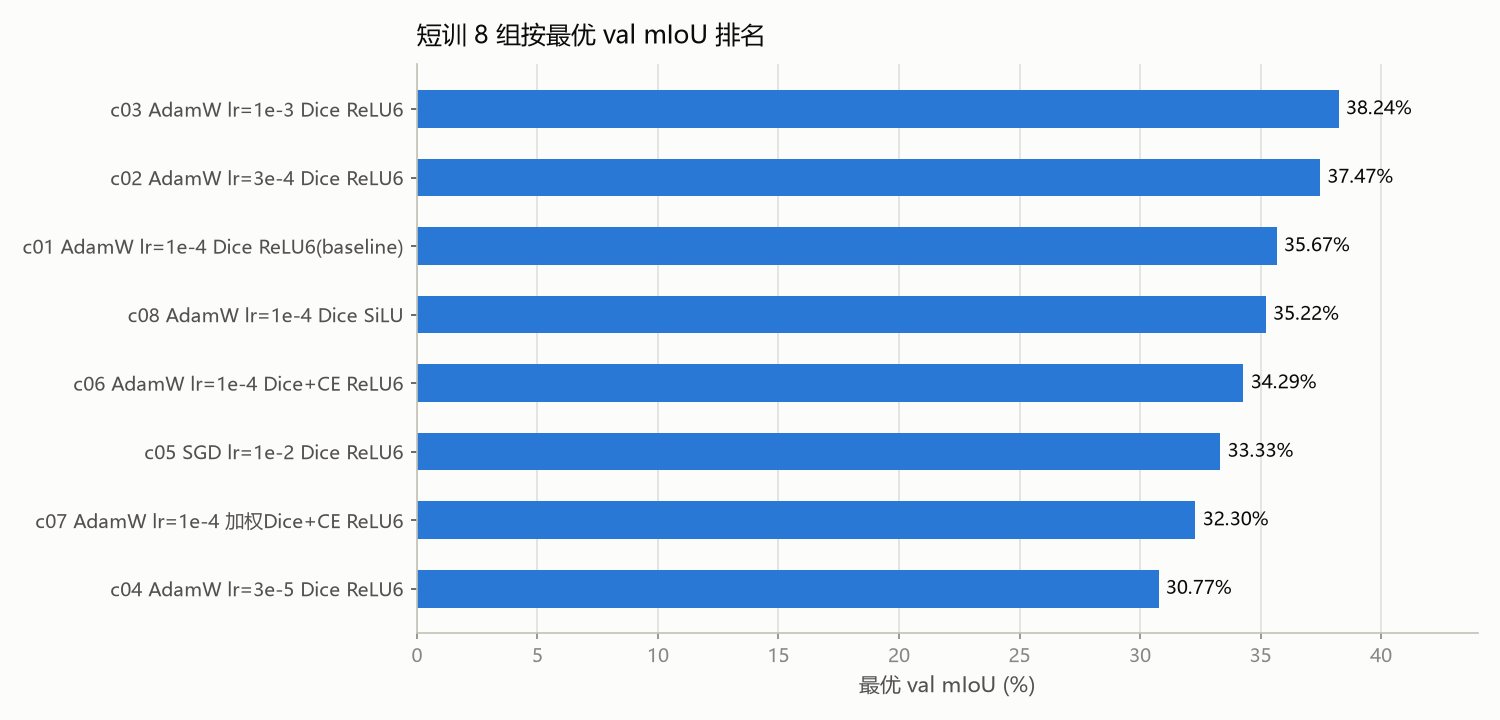 短训 8 组按最优 val mIoU 排名
c03 AdamW lr=1e-3 Dice ReLU6
38.24%
c02 AdamW lr=3e-4 Dice ReLU6
37.47%
c01 AdamW lr=1e-4 Dice ReLU6(baseline)
35.67%
c08 AdamW lr=1e-4 Dice SiLU
35.22%
c06 AdamW lr=1e-4 Dice+CE ReLU6
34.29%
c05 SGD lr=1e-2 Dice ReLU6
33.33%
c07 AdamW lr=1e-4 加权Dice+CE ReLU6
32.30%
c04 AdamW lr=3e-5 Dice ReLU6
30.77%
0 5 10 15 20 25 30 35 40
最优 val mIoU (%)